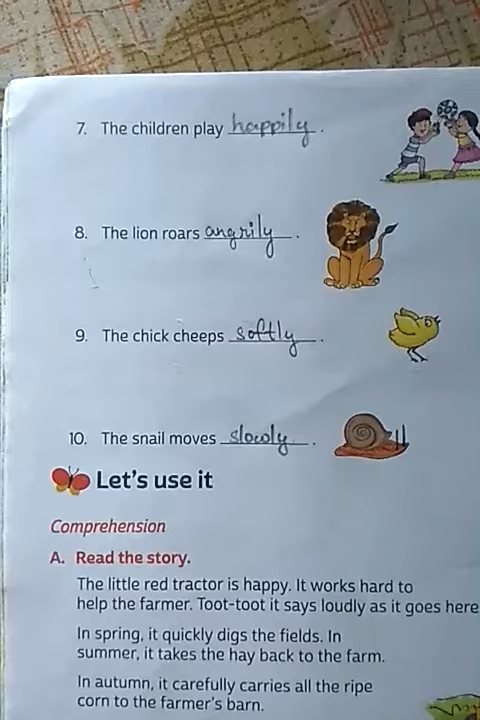 7. The children play happily.
8. The lion roars angrily.
9. The chick cheeps softly.
10. The snail moves slowly.
Let's use it
Comprehension
A. Read the story.
The little red tractor is happy. It works hard to
help the farmer. Toot-toot it says loudly as it goes here
In spring, it quickly digs the fields. In
summer, it takes the hay back to the farm.
In autumn, it carefully carries all the ripe
corn to the farmer's barn.